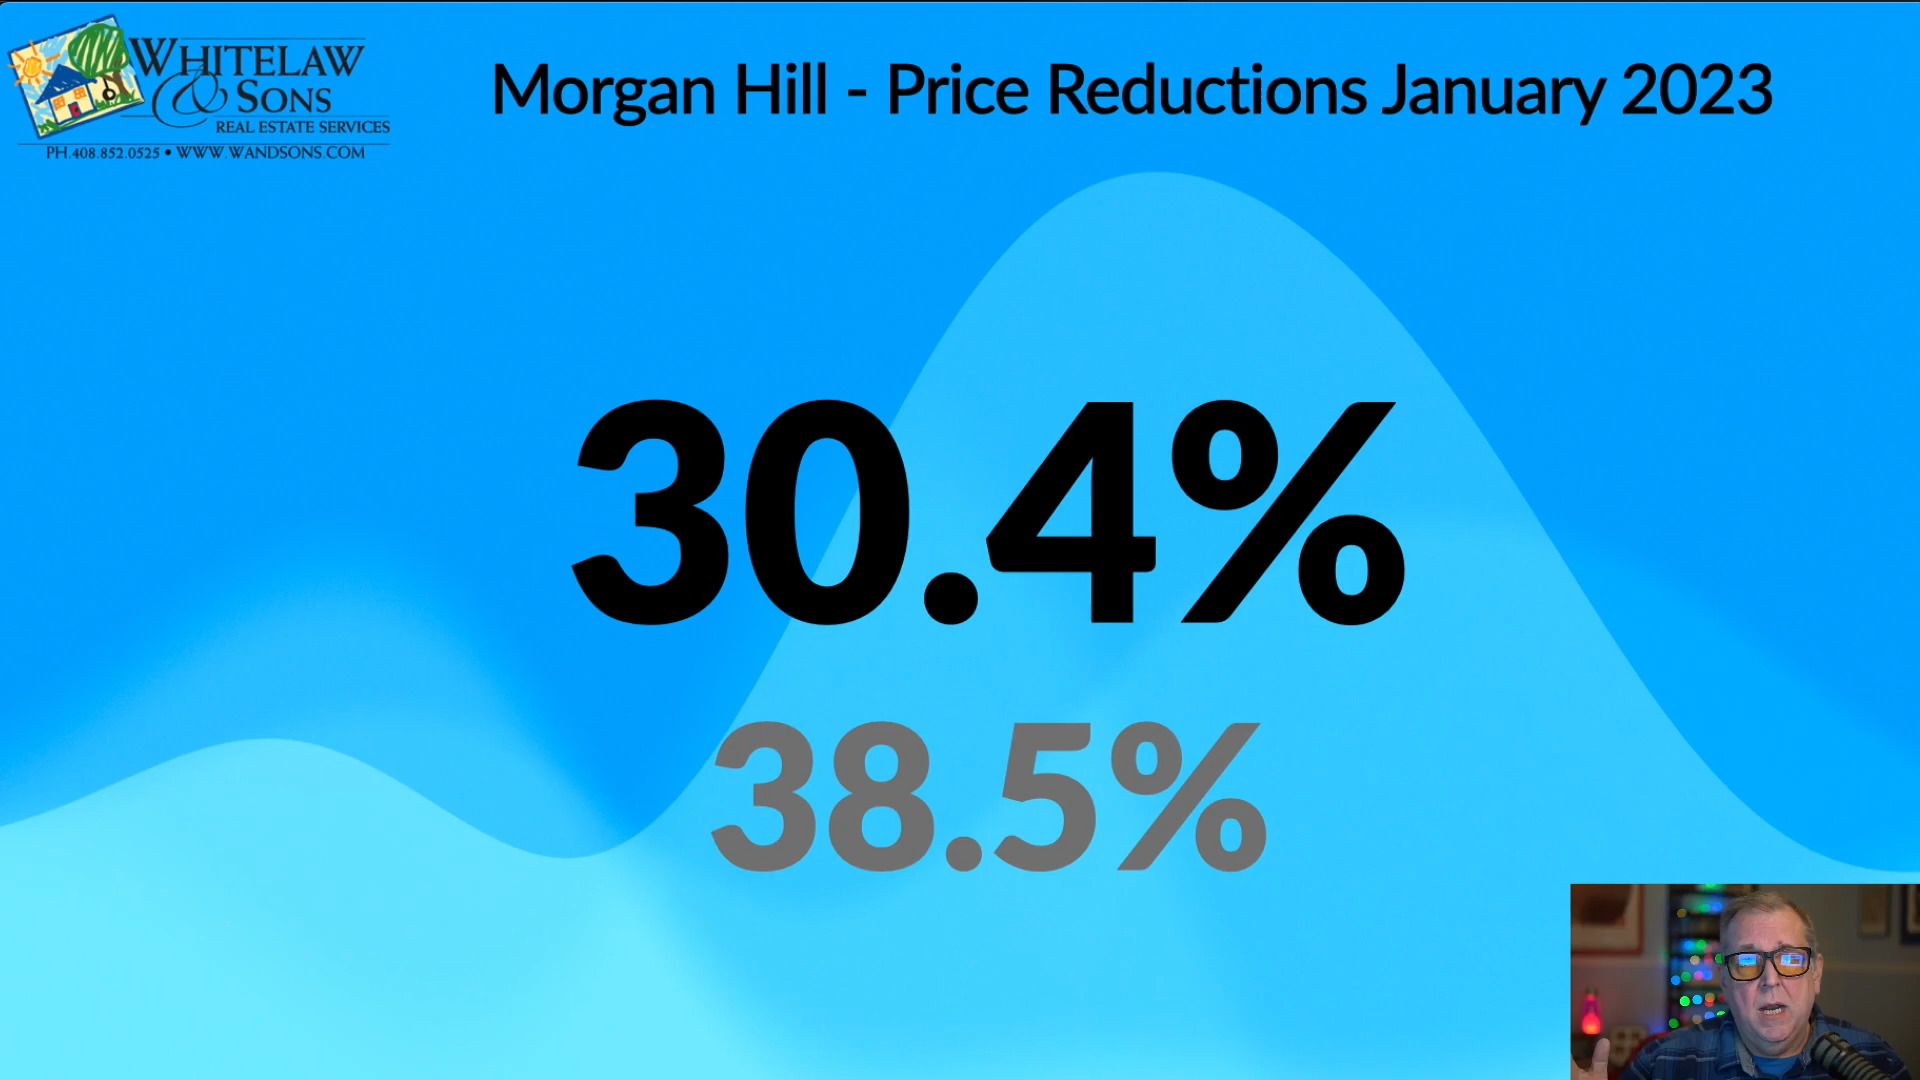 WHITELAW
& SONS
REAL ESTATE SERVICES
PH.408.852.0525 • WWW.WANDSONS.COM
Morgan Hill - Price Reductions January 2023
30.4%
38.5%